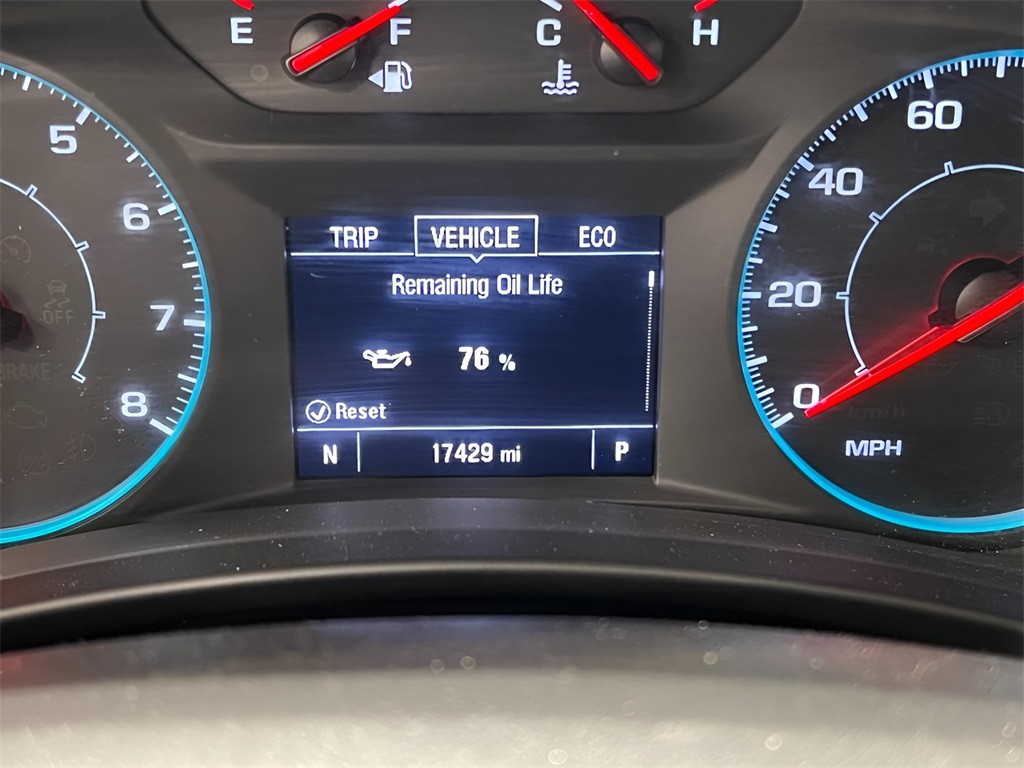 E F C H
5
6
7
8
OFF
BRAKE
TRIP VEHICLE ECO
Remaining Oil Life
76 %
Reset
N 17429 mi P
60
40
20
0
km/h
MPH